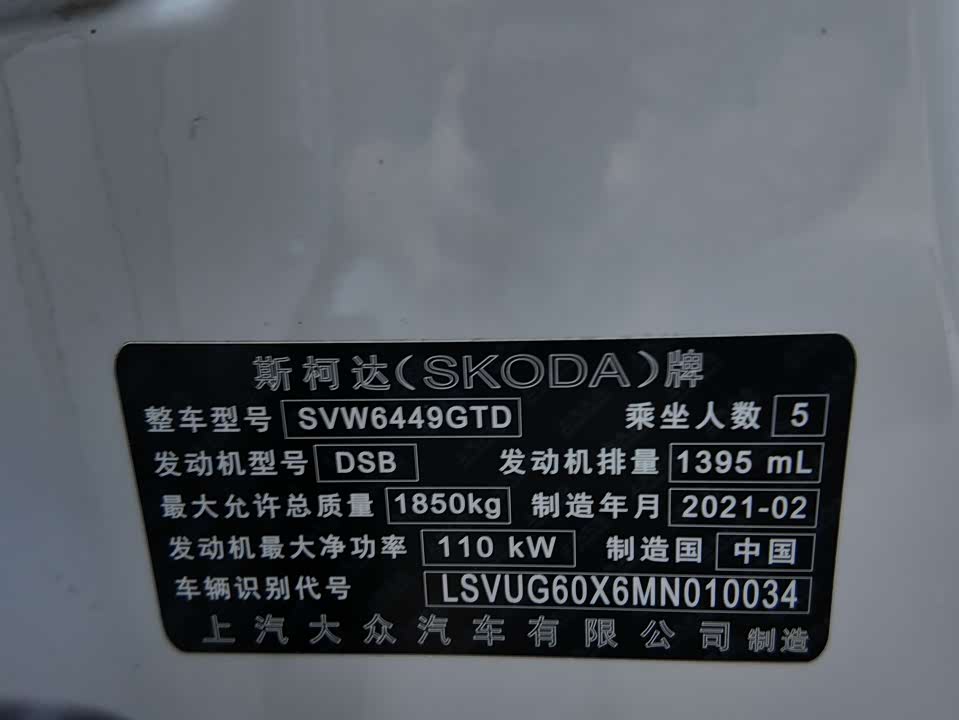 斯柯达(SKODA)牌
整车型号 SVW6449GTD 乘坐人数 5
发动机型号 DSB 发动机排量 1395 mL
最大允许总质量 1850kg 制造年月 2021-02
发动机最大净功率 110 kW 制造国 中国
车辆识别代号 LSVUG60X6MN010034
上汽大众汽车有限公司 制造